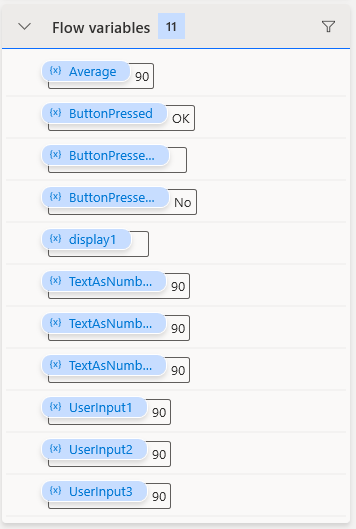 Flow variables 11
(x) Average 90
(x) ButtonPressed OK
(x) ButtonPresse...
(x) ButtonPresse... No
(x) display1
(x) TextAsNumb... 90
(x) TextAsNumb... 90
(x) TextAsNumb... 90
(x) UserInput1 90
(x) UserInput2 90
(x) UserInput3 90